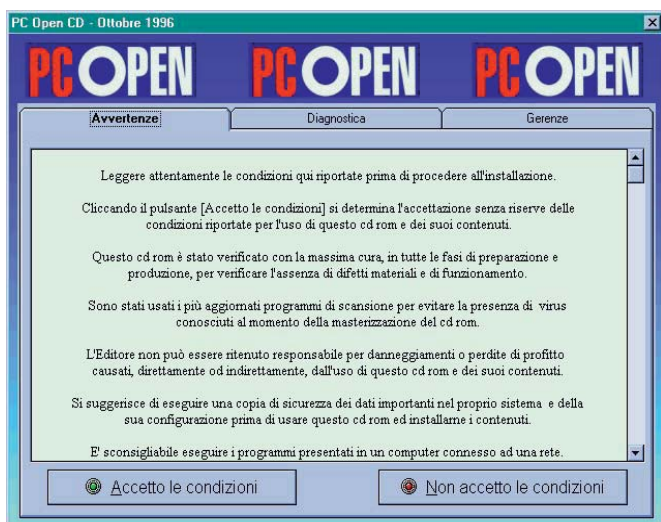 PC Open CD - Ottobre 1996
PC OPEN PC OPEN PC OPEN
Avvertenze Diagnostica Gerenze
Leggere attentamente le condizioni qui riportate prima di procedere all'installazione.
Cliccando il pulsante [Accetto le condizioni] si determina l'accettazione senza riserve delle
condizioni riportate per l'uso di questo cd rom e dei suoi contenuti.
Questo cd rom è stato verificato con la massima cura, in tutte le fasi di preparazione e
produzione, per verificare l'assenza di difetti materiali e di funzionamento.
Sono stati usati i più aggiornati programmi di scansione per evitare la presenza di virus
conosciuti al momento della masterizzazione del cd rom.
L'Editore non può essere ritenuto responsabile per danneggiamenti o perdite di profitto
causati, direttamente od indirettamente, dall'uso di questo cd rom e dei suoi contenuti.
Si suggerisce di eseguire una copia di sicurezza dei dati importanti nel proprio sistema e della
sua configurazione prima di usare questo cd rom ed installarne i contenuti.
E' sconsigliabile eseguire i programmi presentati in un computer connesso ad una rete.
Accetto le condizioni Non accetto le condizioni